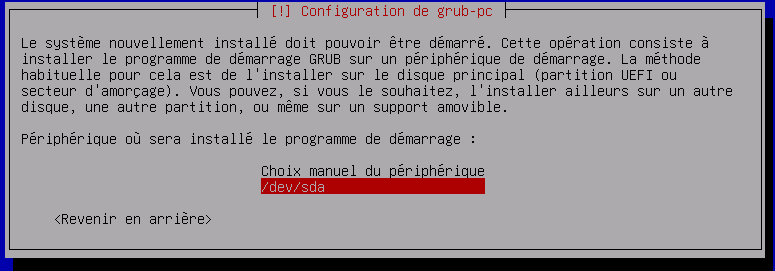 [!] Configuration de grub-pc
Le système nouvellement installé doit pouvoir être démarré. Cette opération consiste à
installer le programme de démarrage GRUB sur un périphérique de démarrage. La méthode
habituelle pour cela est de l'installer sur le disque principal (partition UEFI ou
secteur d'amorçage). Vous pouvez, si vous le souhaitez, l'installer ailleurs sur un autre
disque, une autre partition, ou même sur un support amovible.
Périphérique où sera installé le programme de démarrage :
Choix manuel du périphérique
/dev/sda
<Revenir en arrière>